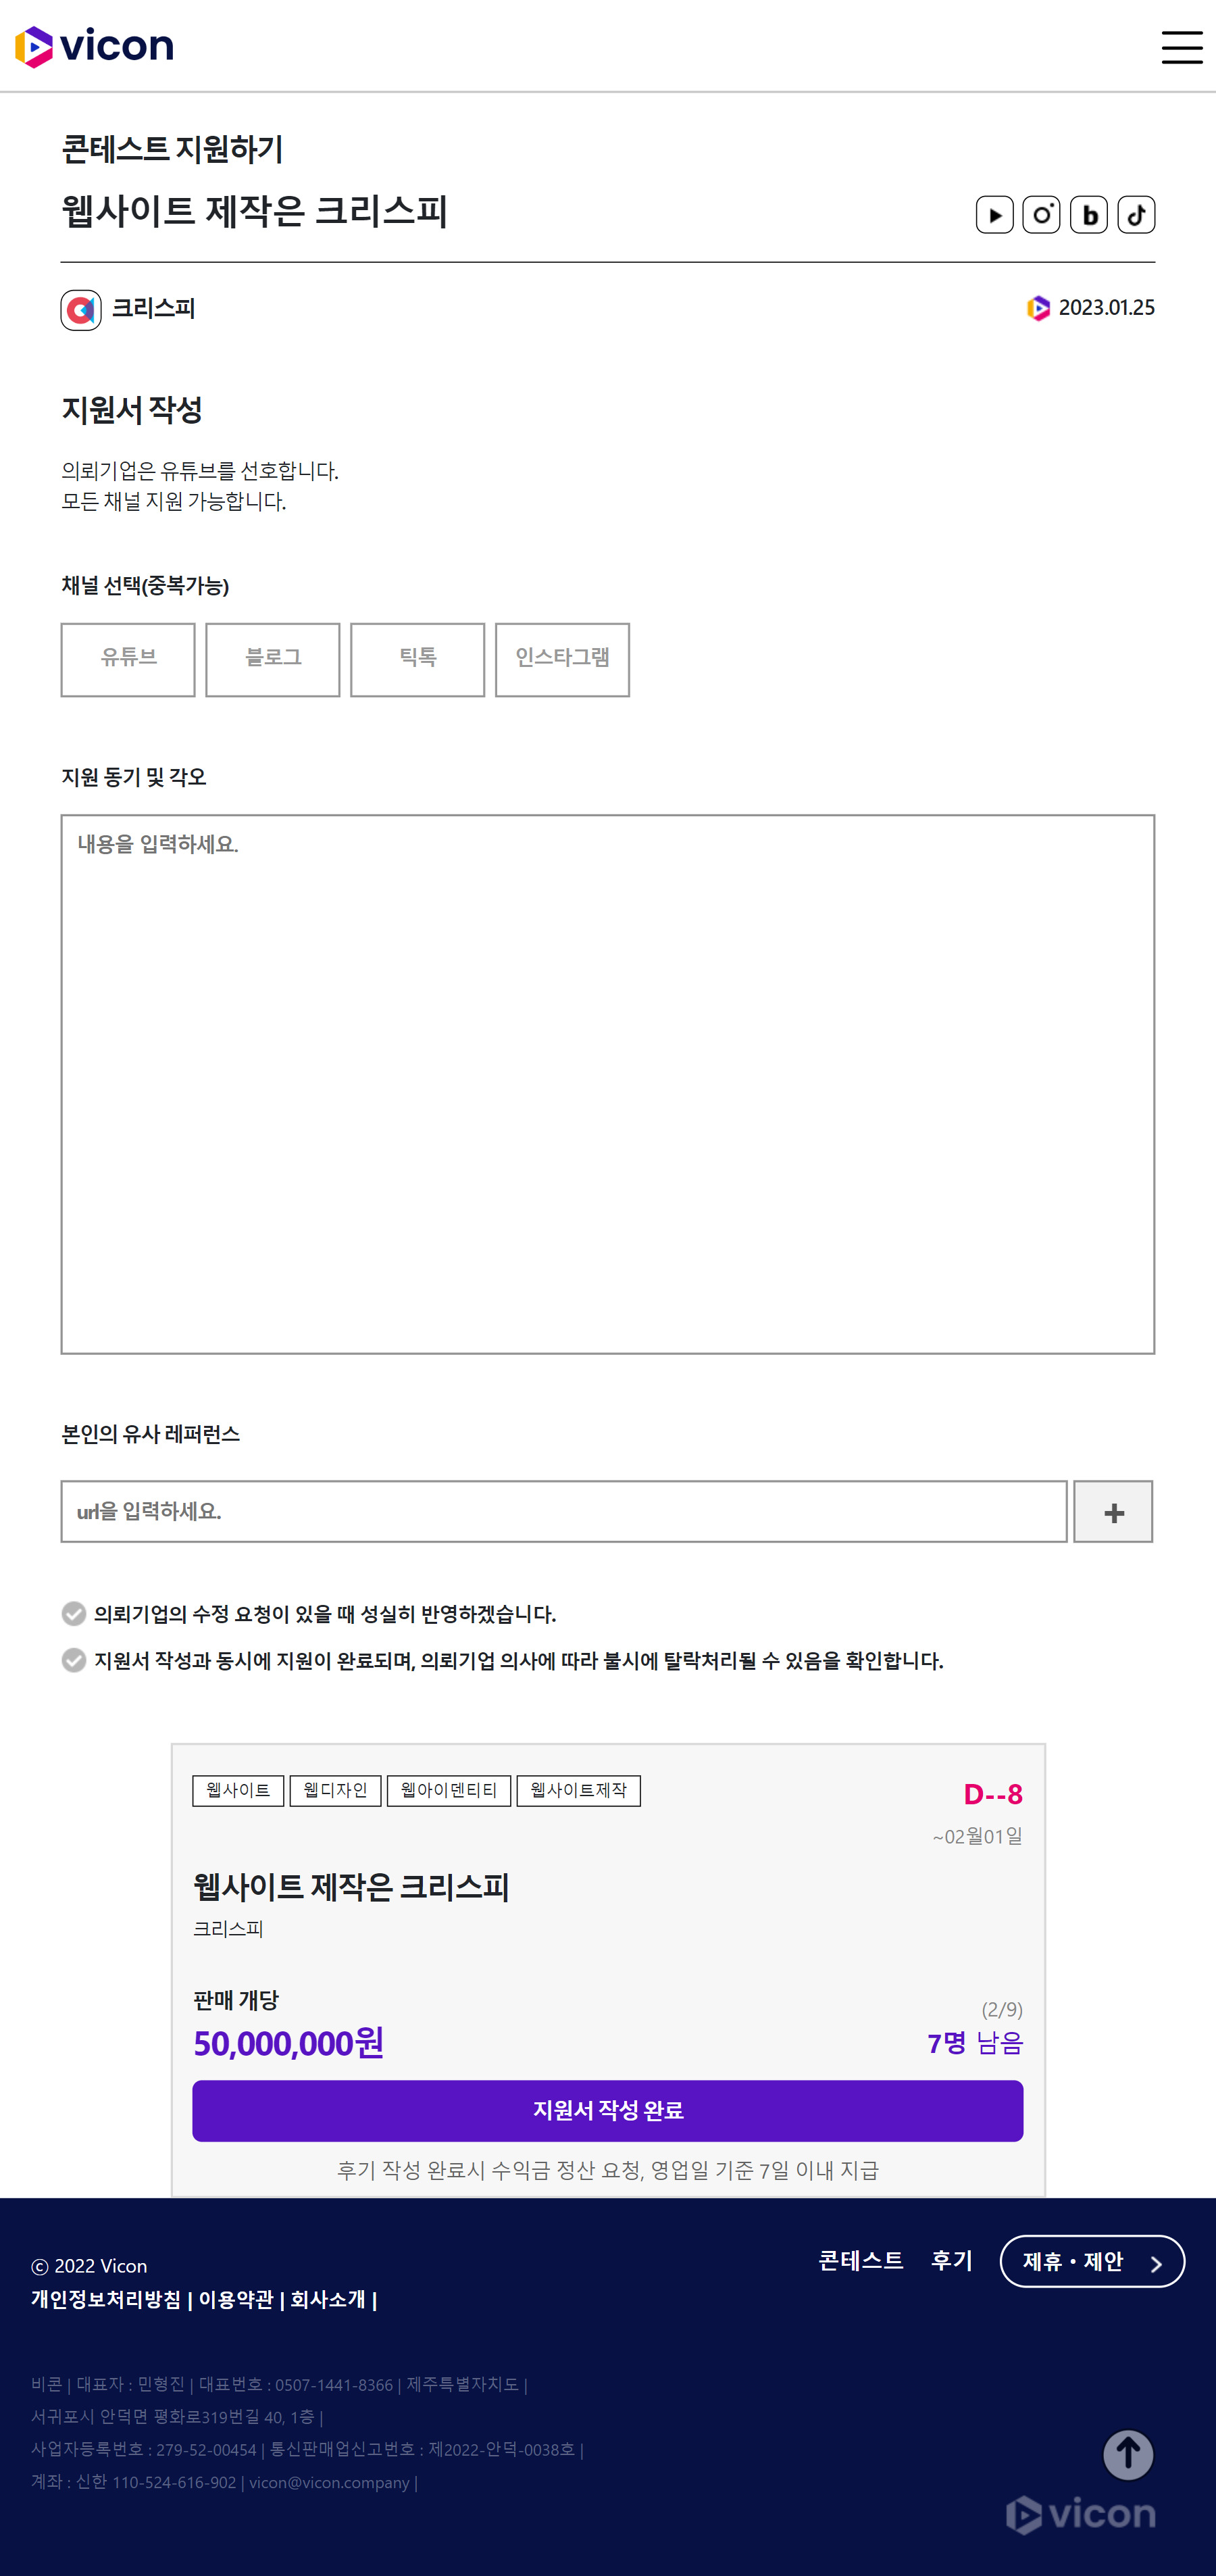 vicon
콘테스트 지원하기
웹사이트 제작은 크리스피
크리스피
2023.01.25
지원서 작성
의뢰기업은 유튜브를 선호합니다.
모든 채널 지원 가능합니다.
채널 선택(중복가능)
유튜브 블로그 틱톡 인스타그램
지원 동기 및 각오
내용을 입력하세요.
본인의 유사 레퍼런스
url을 입력하세요.
+
의뢰기업의 수정 요청이 있을 때 성실히 반영하겠습니다.
지원서 작성과 동시에 지원이 완료되며, 의뢰기업 의사에 따라 불시에 탈락처리될 수 있음을 확인합니다.
웹사이트 웹디자인 웹아이덴티티 웹사이트제작
D--8
~02월01일
웹사이트 제작은 크리스피
크리스피
판매 개당
(2/9)
50,000,000원
7명 남음
지원서 작성 완료
후기 작성 완료시 수익금 정산 요청, 영업일 기준 7일 이내 지급
콘테스트 후기 제휴 • 제안
ⓒ 2022 Vicon
개인정보처리방침 | 이용약관 | 회사소개 |
비콘 | 대표자 : 민형진 | 대표번호 : 0507-1441-8366 | 제주특별자치도 |
서귀포시 안덕면 평화로319번길 40, 1층 |
사업자등록번호 : 279-52-00454 | 통신판매업신고번호 : 제2022-안덕-0038호 |
계좌 : 신한 110-524-616-902 | vicon@vicon.company |
vicon